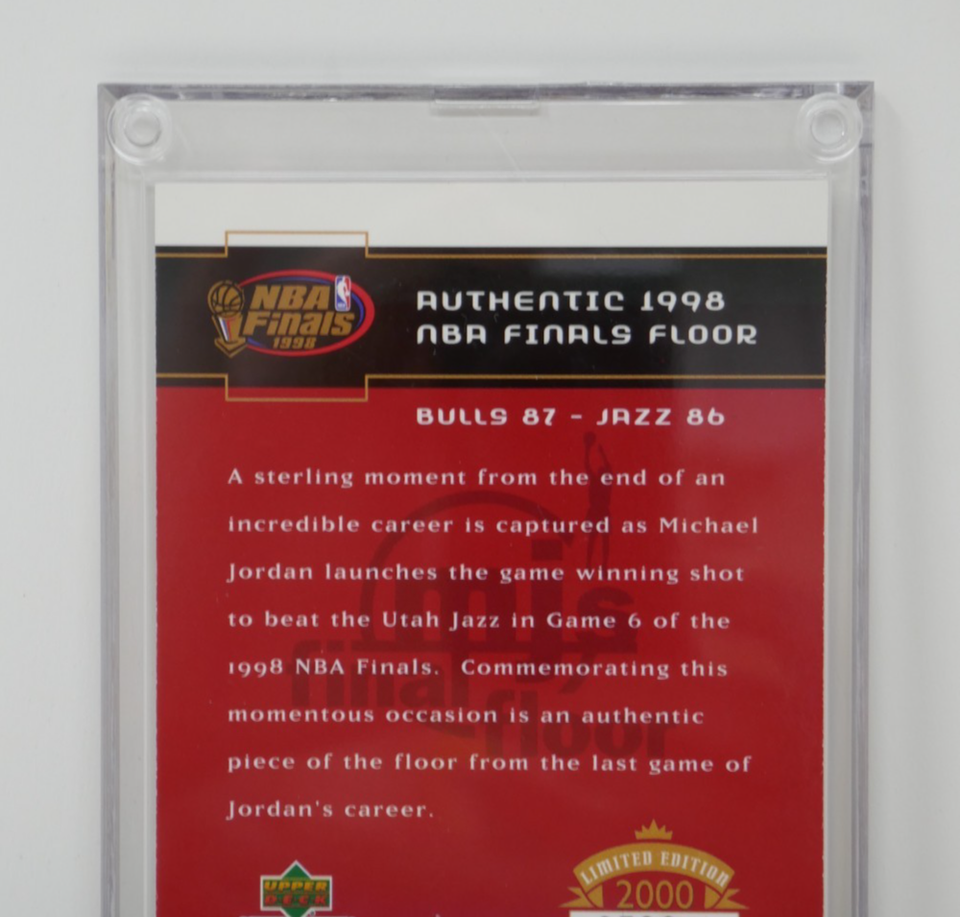 NBA
Finals
1998
AUTHENTIC 1998
NBA FINALS FLOOR
BULLS 87 - JAZZ 86
A sterling moment from the end of an
incredible career is captured as Michael
Jordan launches the game winning shot
to beat the Utah Jazz in Game 6 of the
1998 NBA Finals. Commemorating this
momentous occasion is an authentic
piece of the floor from the last game of
Jordan's career.
mj's
final
floor
UPPER
DECK
LIMITED EDITION
2000